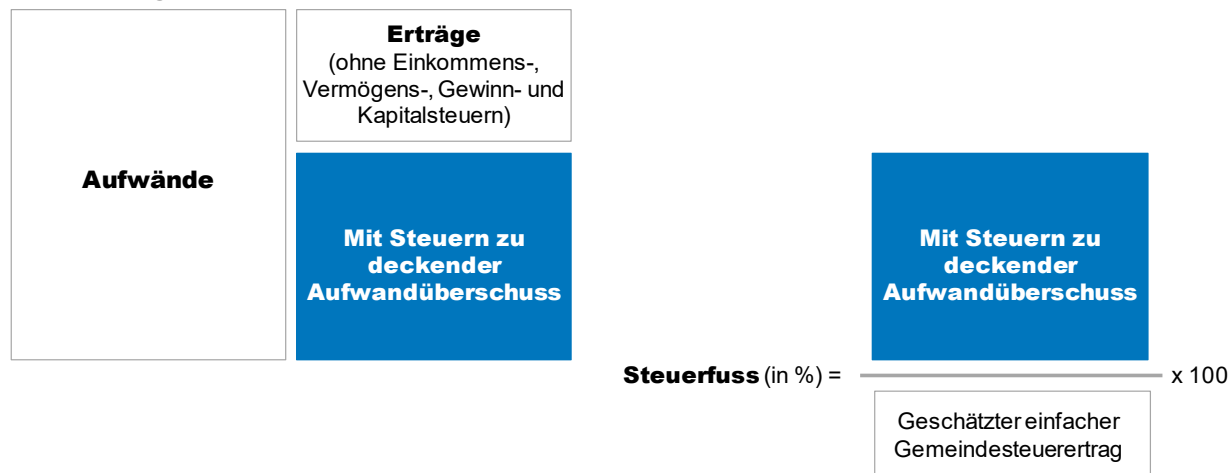 Aufwände
Erträge
(ohne Einkommens-,
Vermögens-, Gewinn- und
Kapitalsteuern)
Mit Steuern zu
deckender
Aufwandüberschuss
Mit Steuern zu
deckender
Aufwandüberschuss
Steuerfuss (in %) = x 100
Geschätzter einfacher
Gemeindesteuerertrag